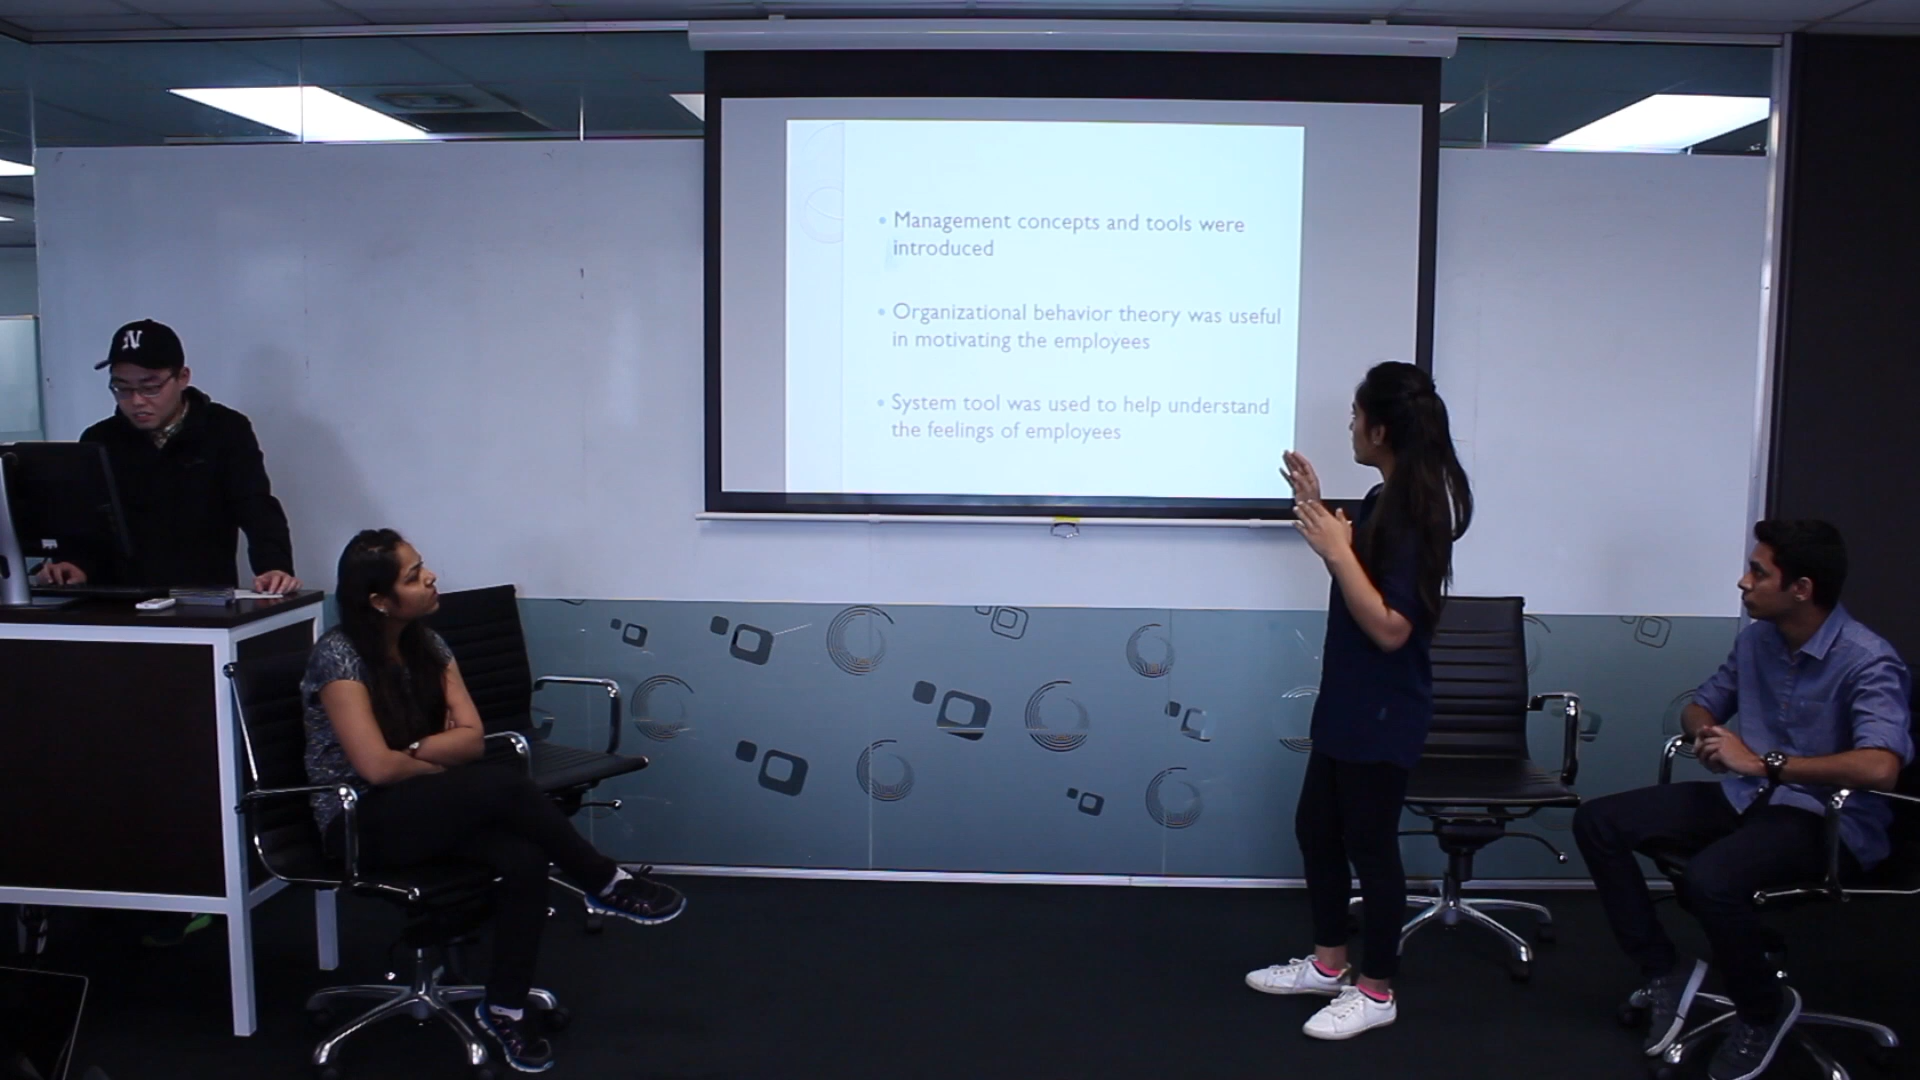 • Management concepts and tools were
introduced
• Organizational behavior theory was useful
in motivating the employees
• System tool was used to help understand
the feelings of employees
N